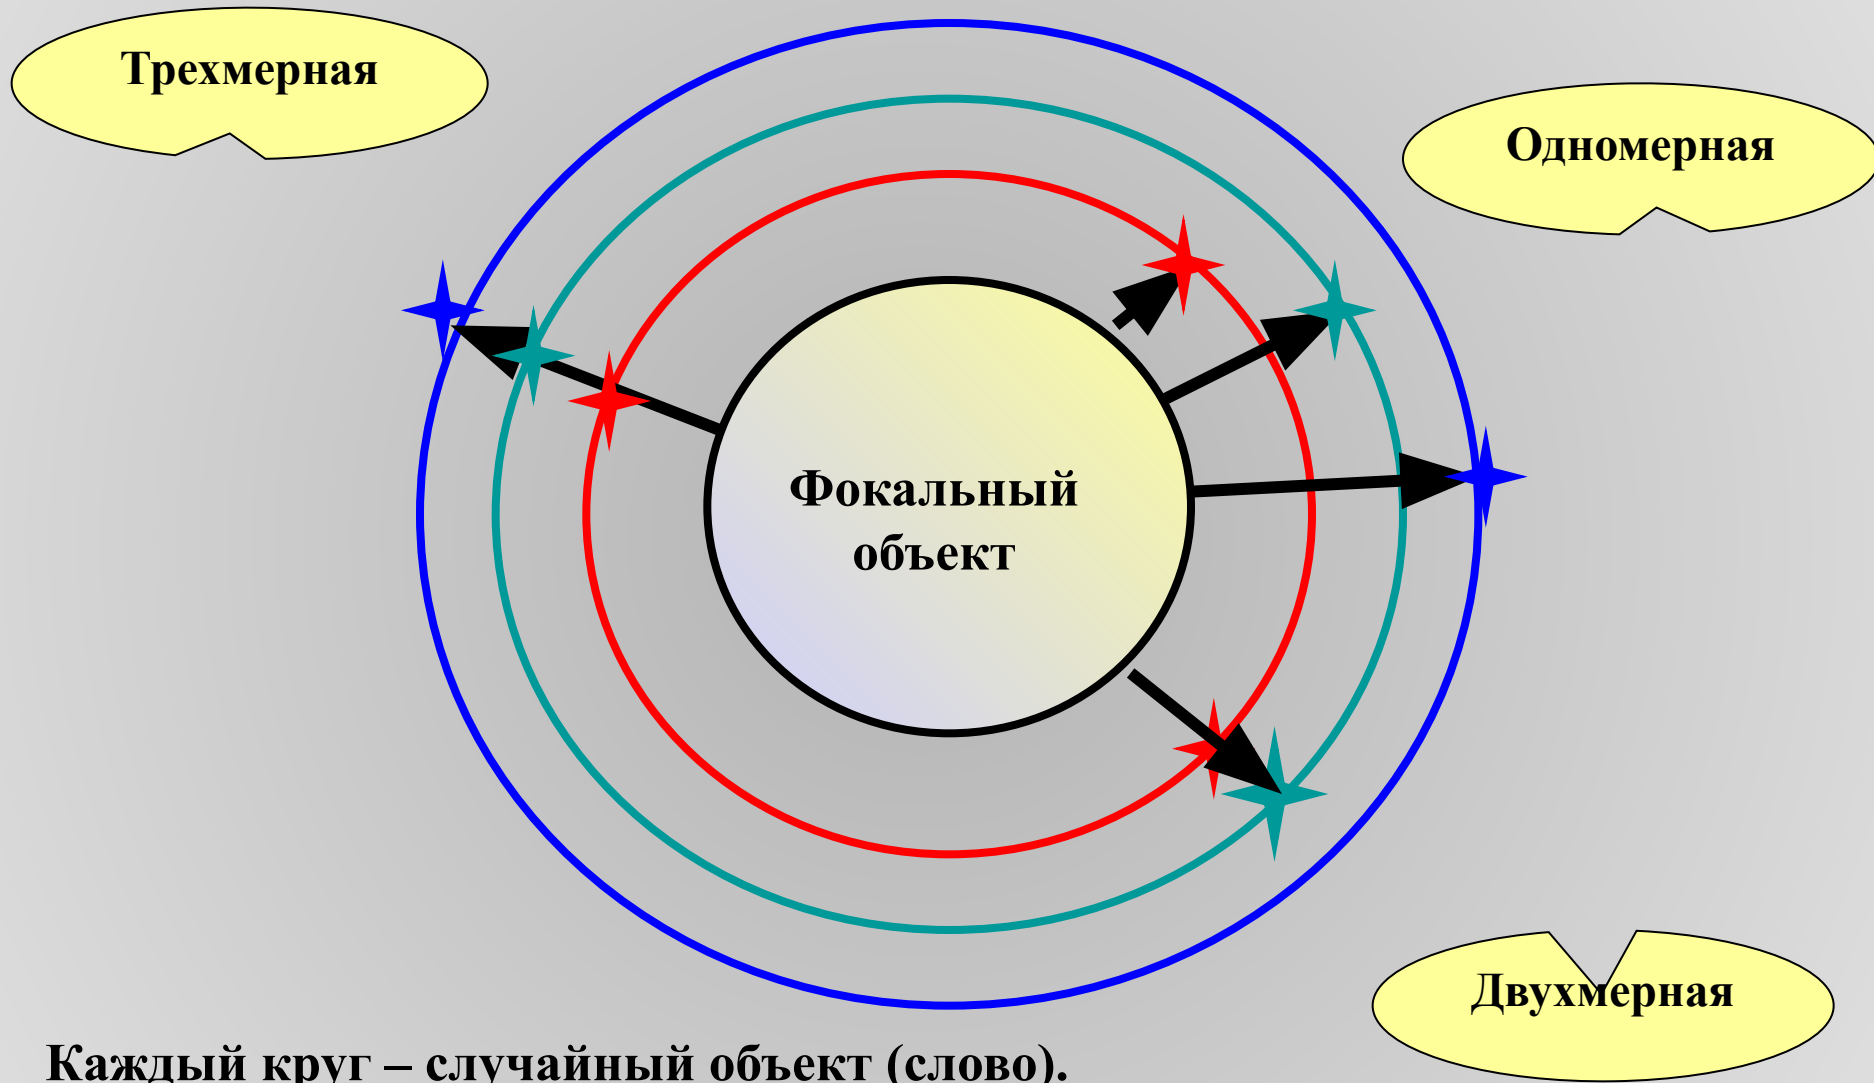 Трехмерная
Одномерная
Фокальный
объект
Двухмерная
Каждый круг – случайный объект (слово).